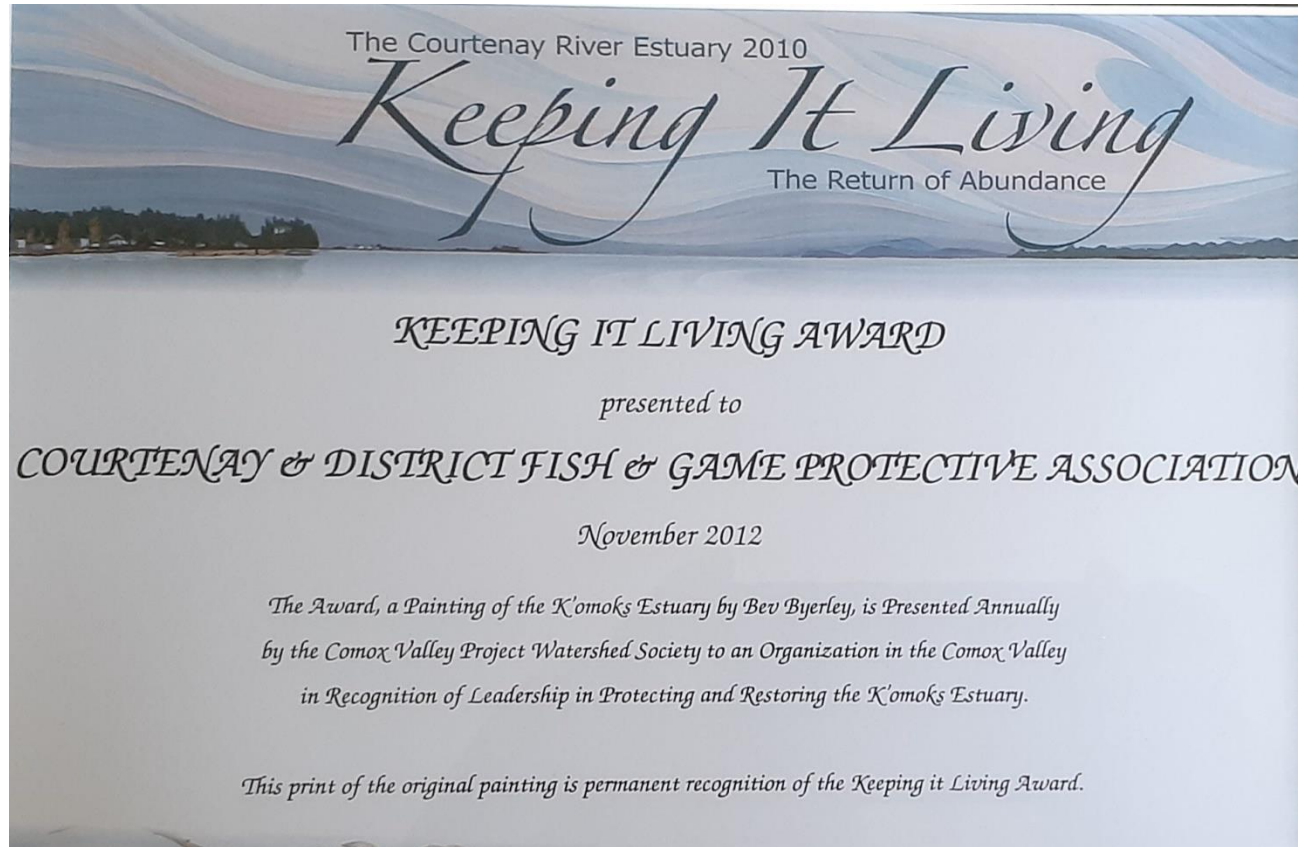 The Courtenay River Estuary 2010
Keeping It Living
The Return of Abundance
KEEPING IT LIVING AWARD
presented to
COURTENAY & DISTRICT FISH & GAME PROTECTIVE ASSOCIATION
November 2012
The Award, a Painting of the K'omoks Estuary by Bev Byerley, is Presented Annually
by the Comox Valley Project Watershed Society to an Organization in the Comox Valley
in Recognition of Leadership in Protecting and Restoring the K'omoks Estuary.
This print of the original painting is permanent recognition of the Keeping it Living Award.